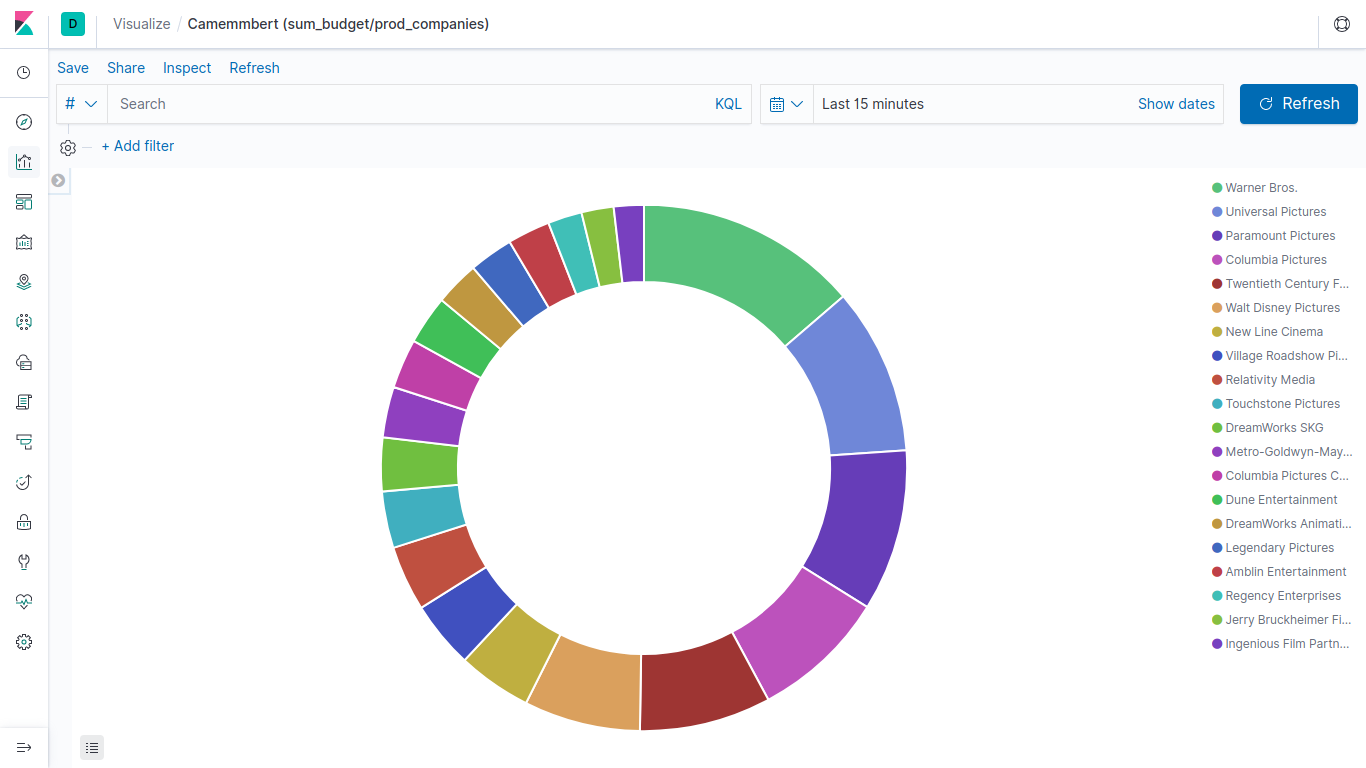 D Visualize / Camemmbert (sum_budget/prod_companies)
Save Share Inspect Refresh
# Search KQL Last 15 minutes Show dates Refresh
+ Add filter
Warner Bros.
Universal Pictures
Paramount Pictures
Columbia Pictures
Twentieth Century F...
Walt Disney Pictures
New Line Cinema
Village Roadshow Pi...
Relativity Media
Touchstone Pictures
DreamWorks SKG
Metro-Goldwyn-May...
Columbia Pictures C...
Dune Entertainment
DreamWorks Animati...
Legendary Pictures
Amblin Entertainment
Regency Enterprises
Jerry Bruckheimer Fi...
Ingenious Film Partn...